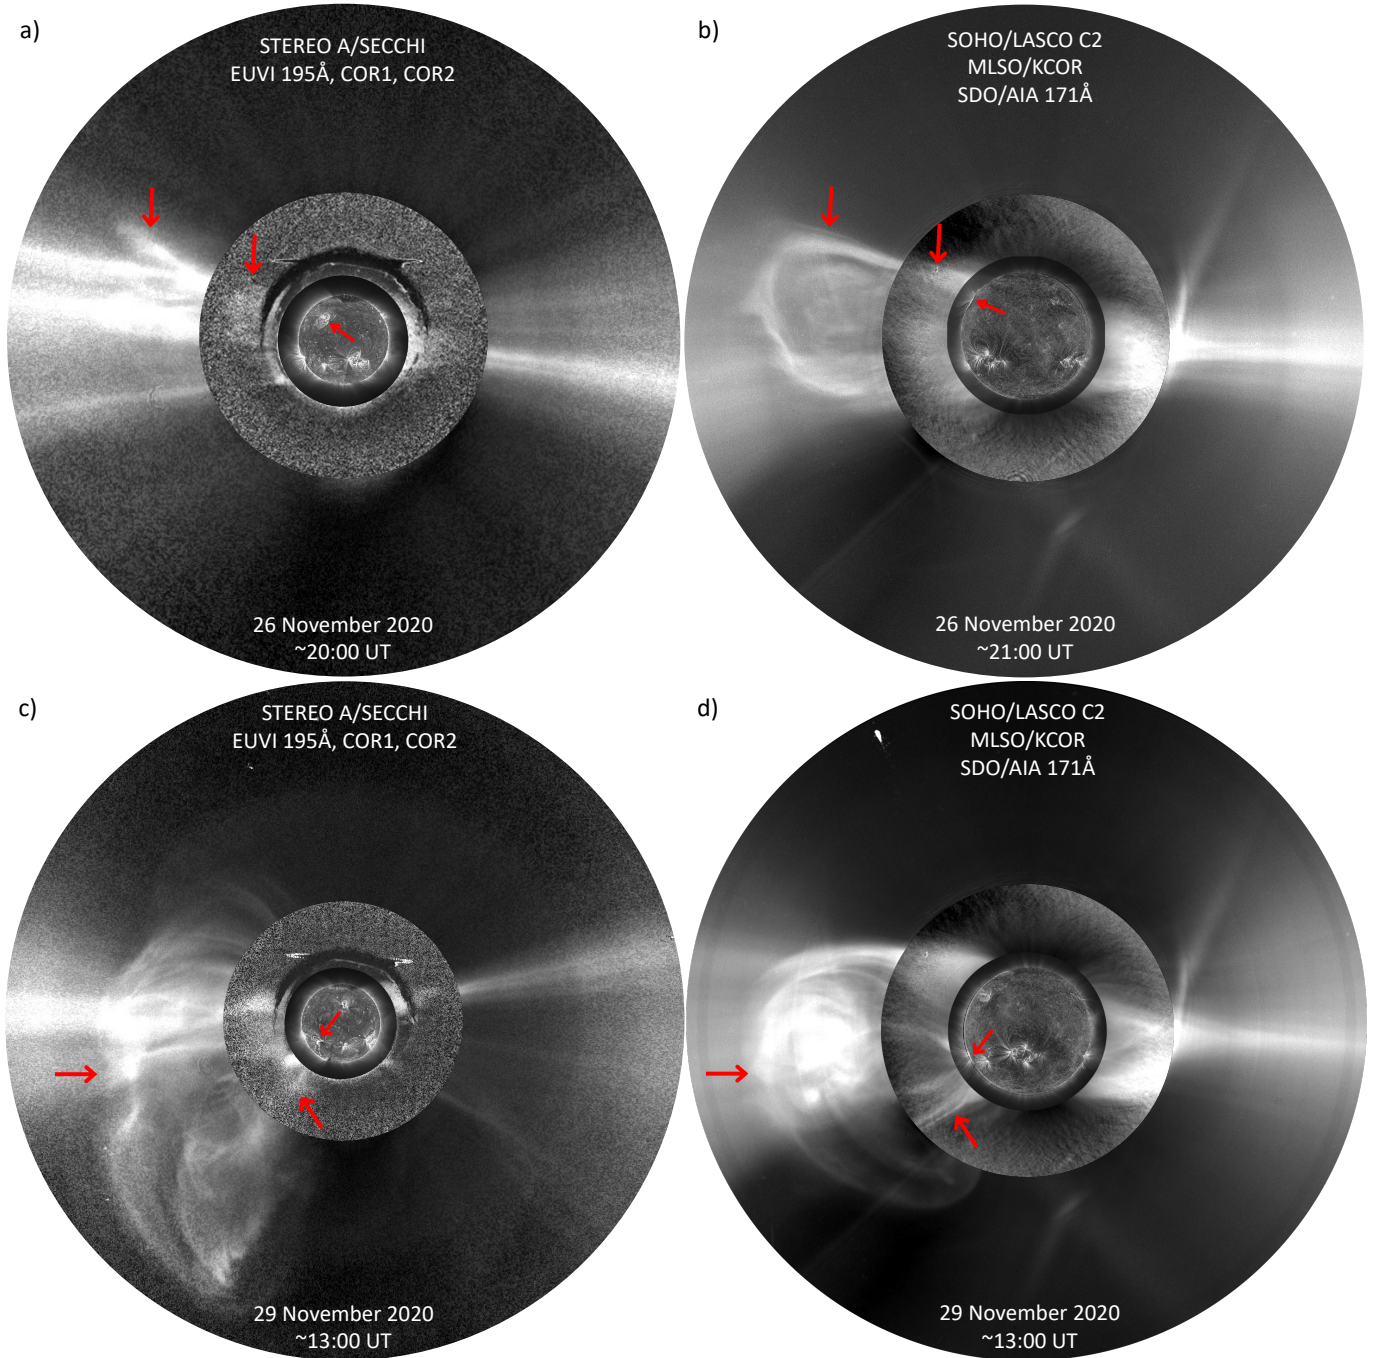 a)
STEREO A/SECCHI
EUVI 195Å, COR1, COR2
26 November 2020
~20:00 UT
b)
SOHO/LASCO C2
MLSO/KCOR
SDO/AIA 171Å
26 November 2020
~21:00 UT
c)
STEREO A/SECCHI
EUVI 195Å, COR1, COR2
29 November 2020
~13:00 UT
d)
SOHO/LASCO C2
MLSO/KCOR
SDO/AIA 171Å
29 November 2020
~13:00 UT